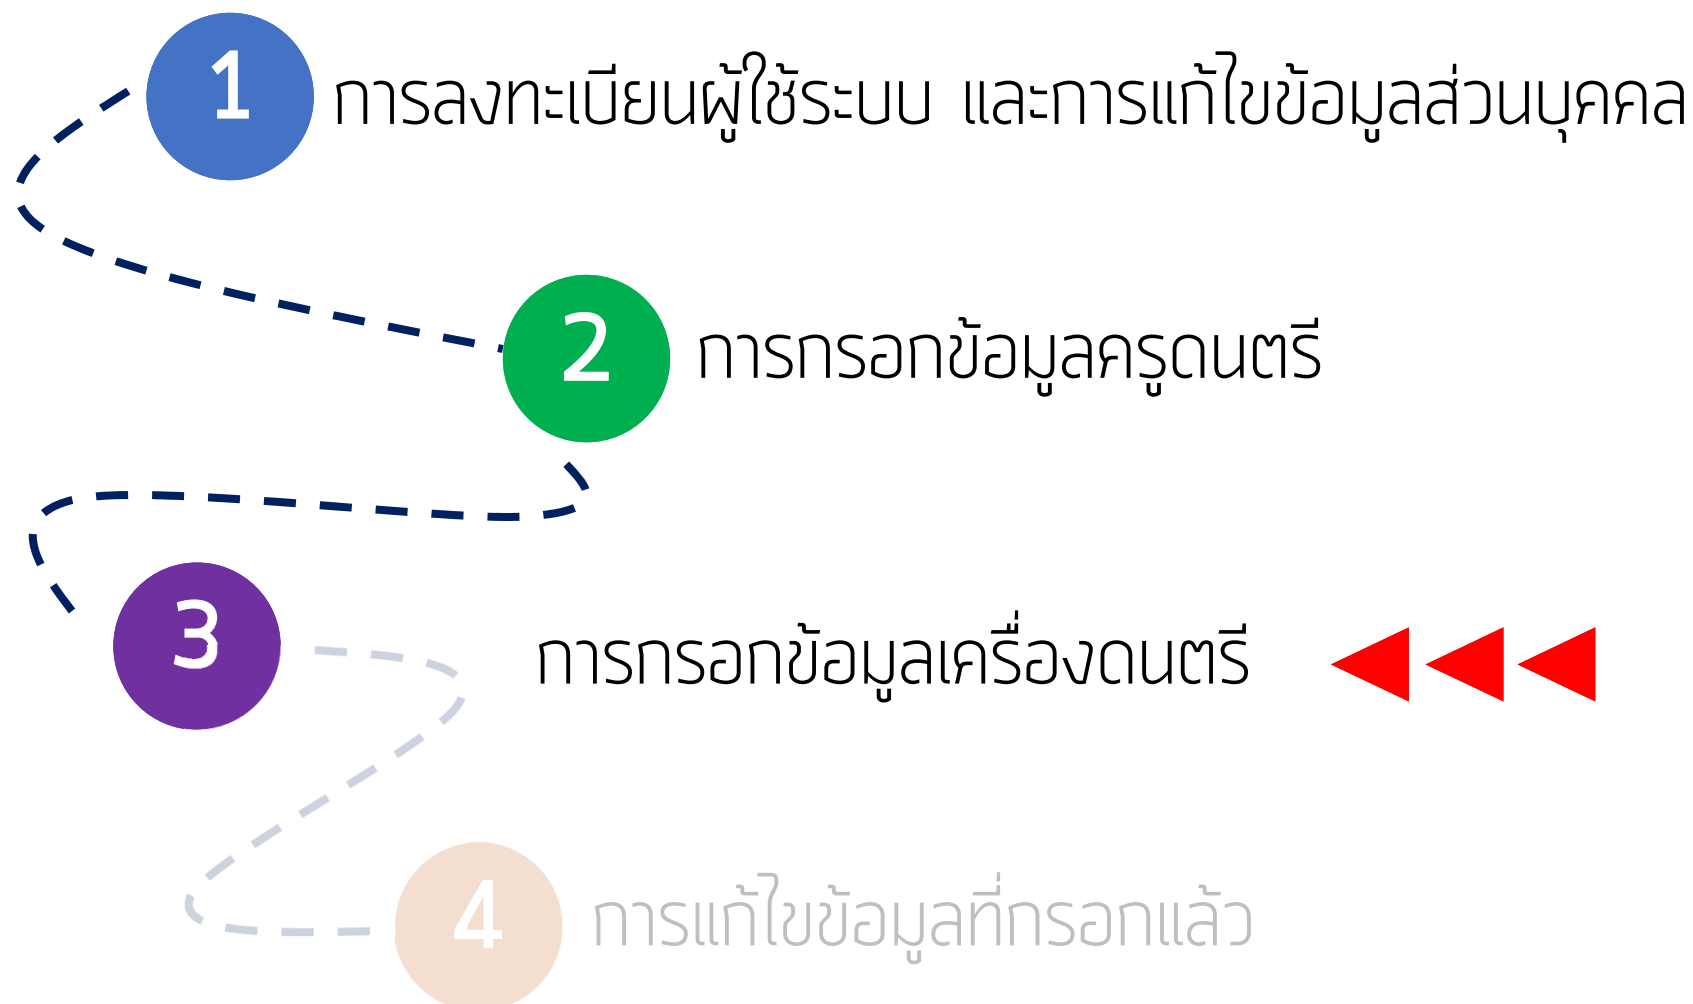 1 การลงทะเบียนผู้ใช้ระบบ และการแก้ไขข้อมูลส่วนบุคคล
2 การกรอกข้อมูลครูดนตรี
3 การกรอกข้อมูลเครื่องดนตรี
4 การแก้ไขข้อมูลที่กรอกแล้ว